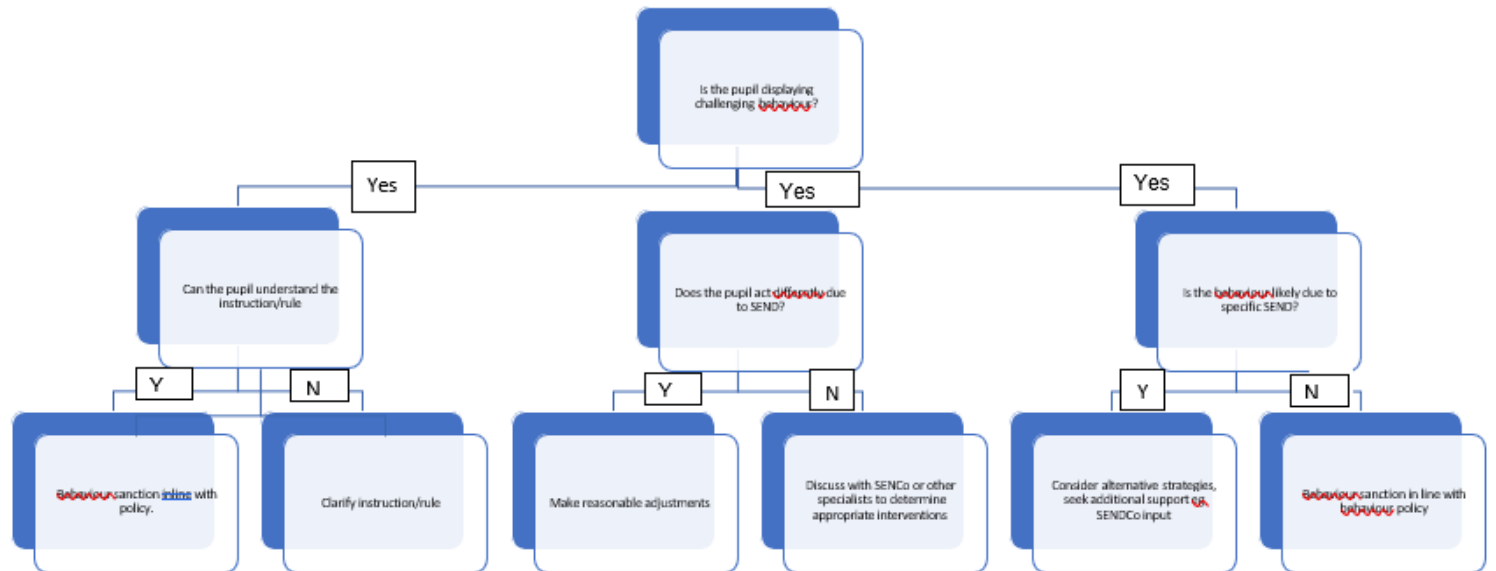 Is the pupil displaying
challenging behaviour?
Yes
Yes
Yes
Can the pupil understand the
instruction/rule
Does the pupil act differently due
to SEND?
Is the behaviour likely due to
specific SEND?
Y
N
Y
N
Y
N
Behaviour sanction inline with
policy.
Clarify instruction/rule
Make reasonable adjustments
Discuss with SENCo or other
specialists to determine
appropriate interventions
Consider alternative strategies,
seek additional support eg.
SENDCo input
Behaviour sanction in line with
behaviour policy